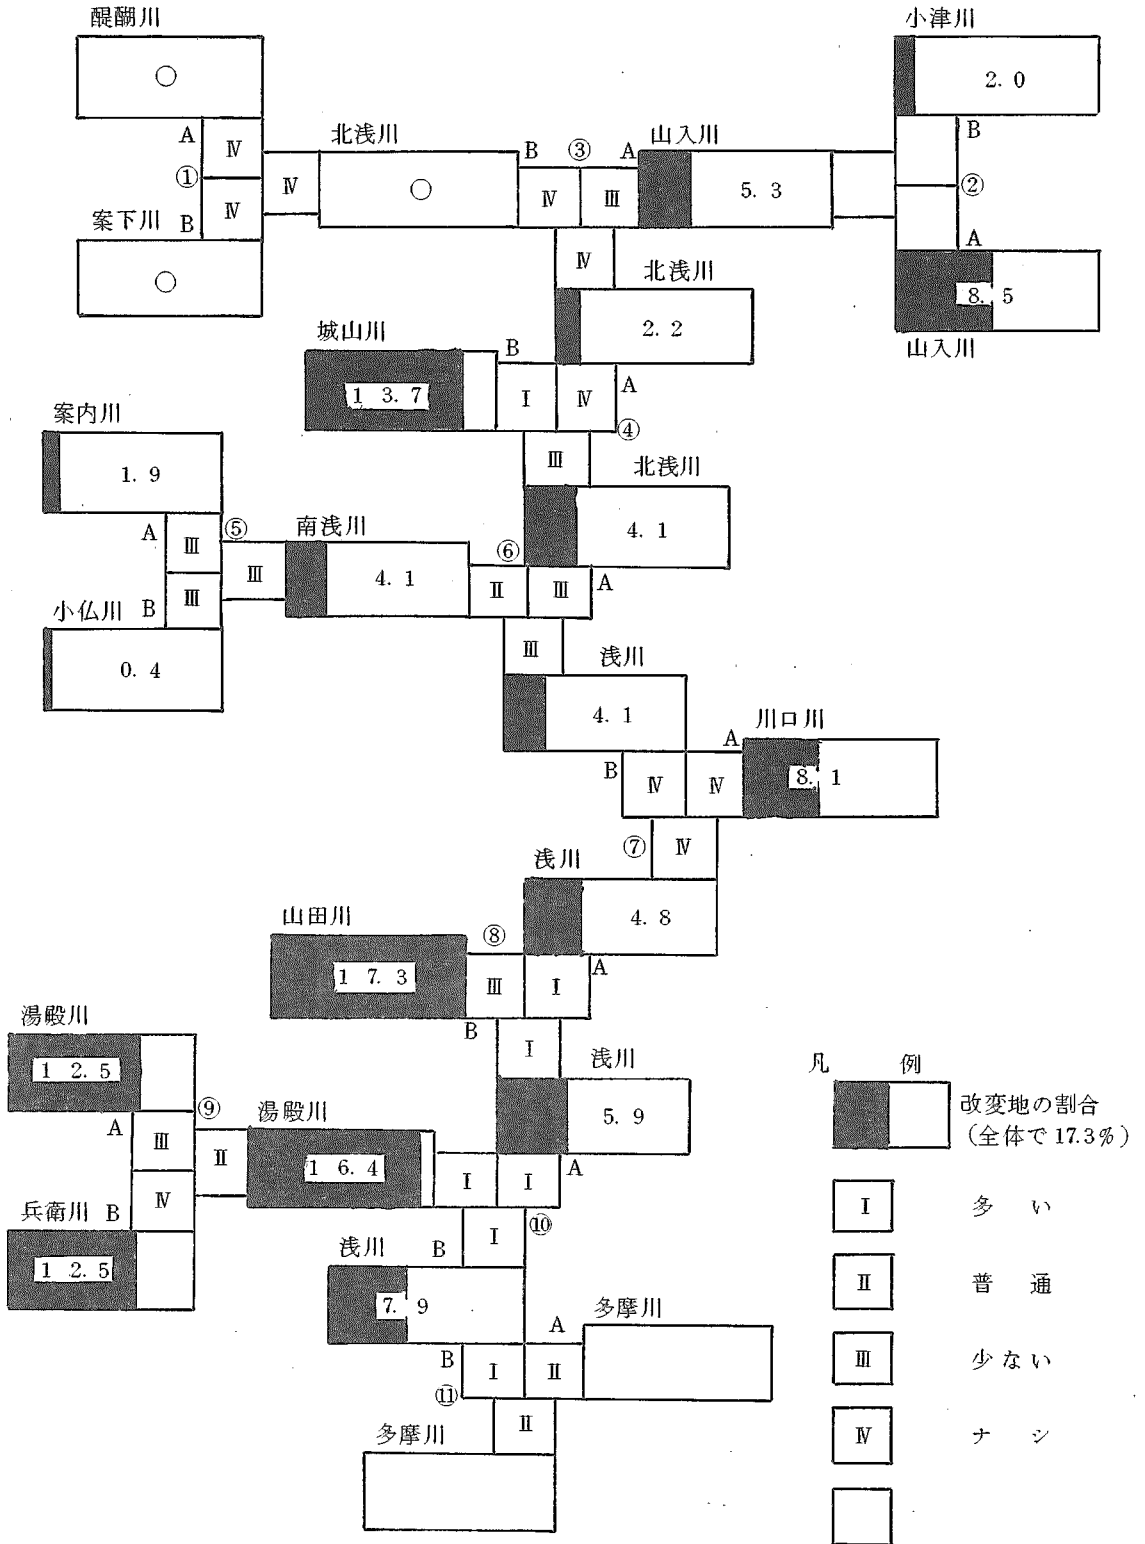 醍醐川
小津川
○
2.0
A
Ⅳ
北浅川
B
③
A
山入川
B
①
Ⅳ
○
Ⅳ
Ⅲ
5.3
②
案下川
B
Ⅳ
A
○
Ⅳ
北浅川
8.5
2.2
山入川
城山川
B
13.7
Ⅰ
Ⅳ
A
④
案内川
1.9
Ⅲ
北浅川
A
Ⅲ
⑤
南浅川
⑥
4.1
Ⅲ
4.1
Ⅱ
Ⅲ
A
小仏川
B
Ⅲ
0.4
Ⅲ
浅川
4.1
川口川
A
B
Ⅳ
Ⅳ
8.1
⑦
Ⅳ
浅川
4.8
山田川
⑧
17.3
Ⅲ
Ⅰ
A
B
湯殿川
Ⅰ
浅川
12.5
5.9
⑨
湯殿川
A
Ⅲ
Ⅱ
16.4
Ⅰ
Ⅰ
A
兵衛川
B
Ⅳ
Ⅰ
⑩
12.5
浅川
B
7.9
多摩川
A
B
Ⅰ
Ⅱ
⑪
Ⅱ
多摩川
凡例
改変地の割合
(全体で17.3%)
Ⅰ 多い
Ⅱ 普通
Ⅲ 少ない
Ⅳ ナシ